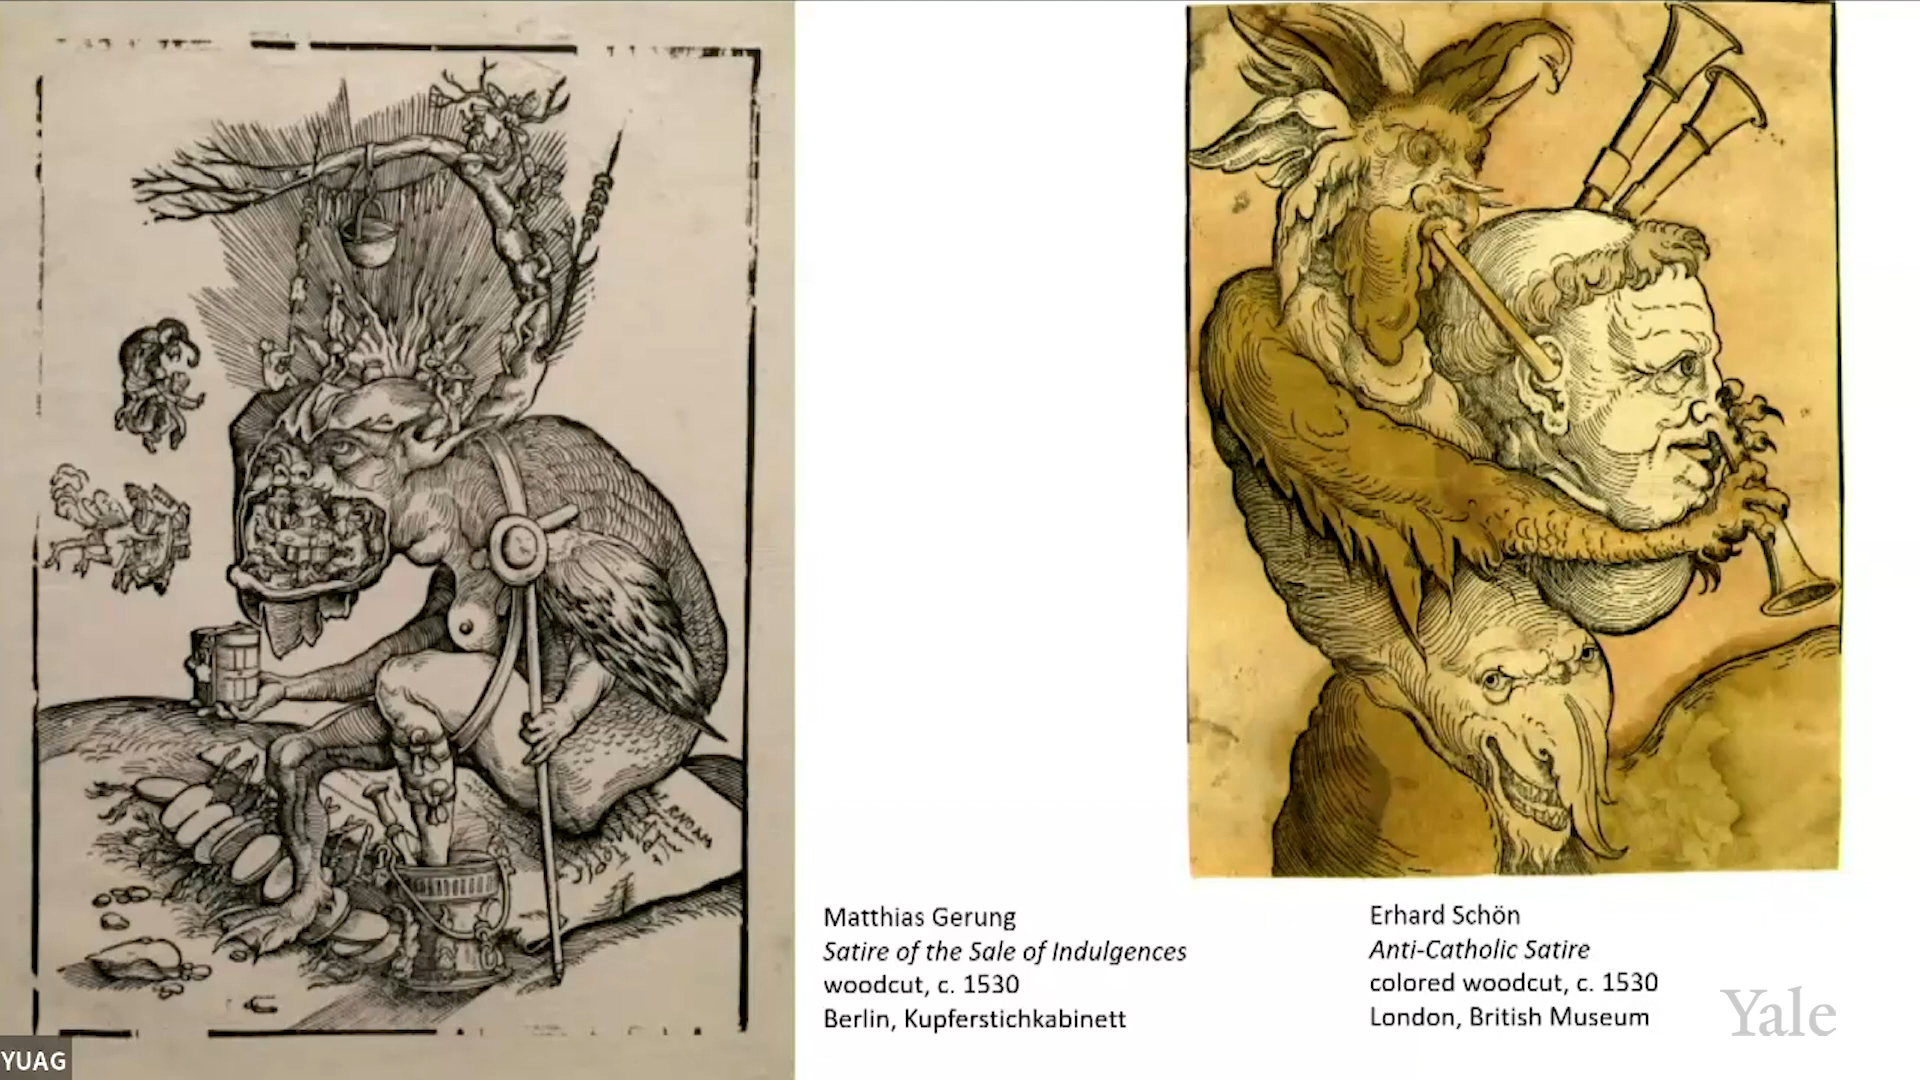 Matthias Gerung
Satire of the Sale of Indulgences
woodcut, c. 1530
Berlin, Kupferstichkabinett
Erhard Schön
Anti-Catholic Satire
colored woodcut, c. 1530
London, British Museum
Yale
YUAG